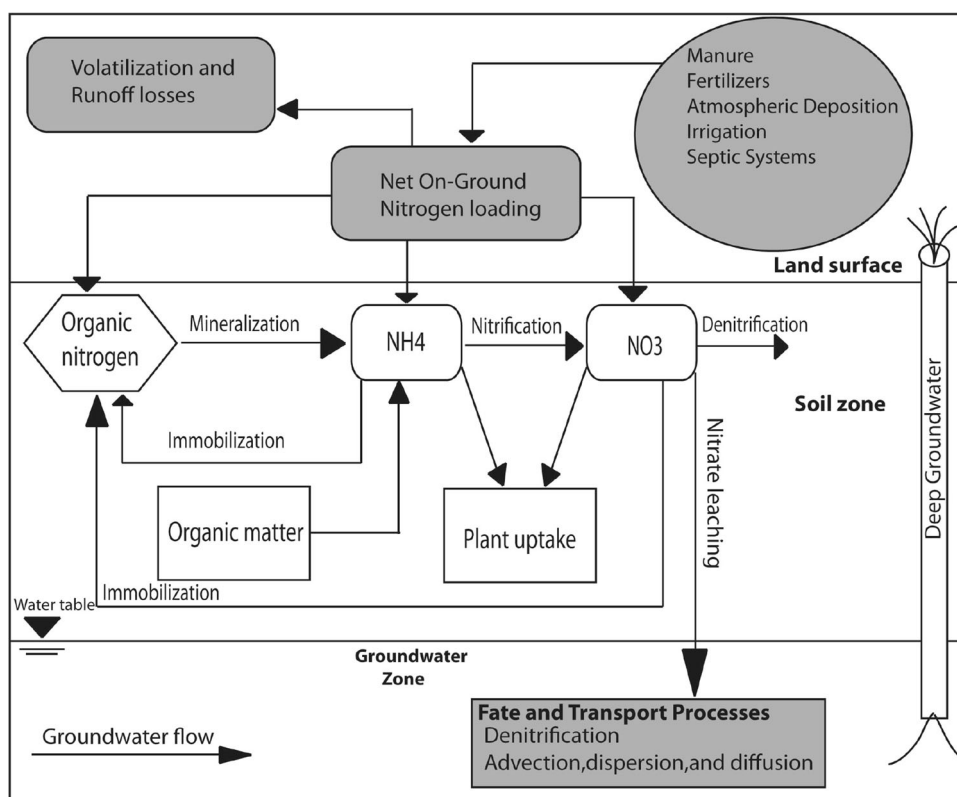 Volatilization and
Runoff losses
Manure
Fertilizers
Atmospheric Deposition
Irrigation
Septic Systems
Net On-Ground
Nitrogen loading
Land surface
Organic
nitrogen
Mineralization
NH4
Nitrification
NO3
Denitrification
Soil zone
Immobilization
Nitrate leaching
Deep Groundwater
Organic matter
Plant uptake
Immobilization
Water table
Groundwater
Zone
Groundwater flow
Fate and Transport Processes
Denitrification
Advection,dispersion,and diffusion